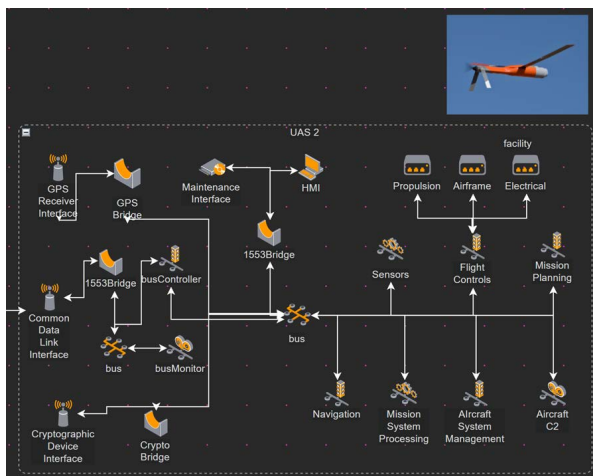 UAS 2
facility
GPS
Receiver
Interface
GPS
Bridge
Maintenance
Interface
HMI
Propulsion
Airframe
Electrical
1553Bridge
busController
1553Bridge
Sensors
Flight
Controls
Mission
Planning
Common
Data
Link
Interface
bus
busMonitor
bus
Navigation
Mission
System
Processing
AIrcraft
System
Management
Aircraft
C2
Cryptographic
Device
Interface
Crypto
Bridge